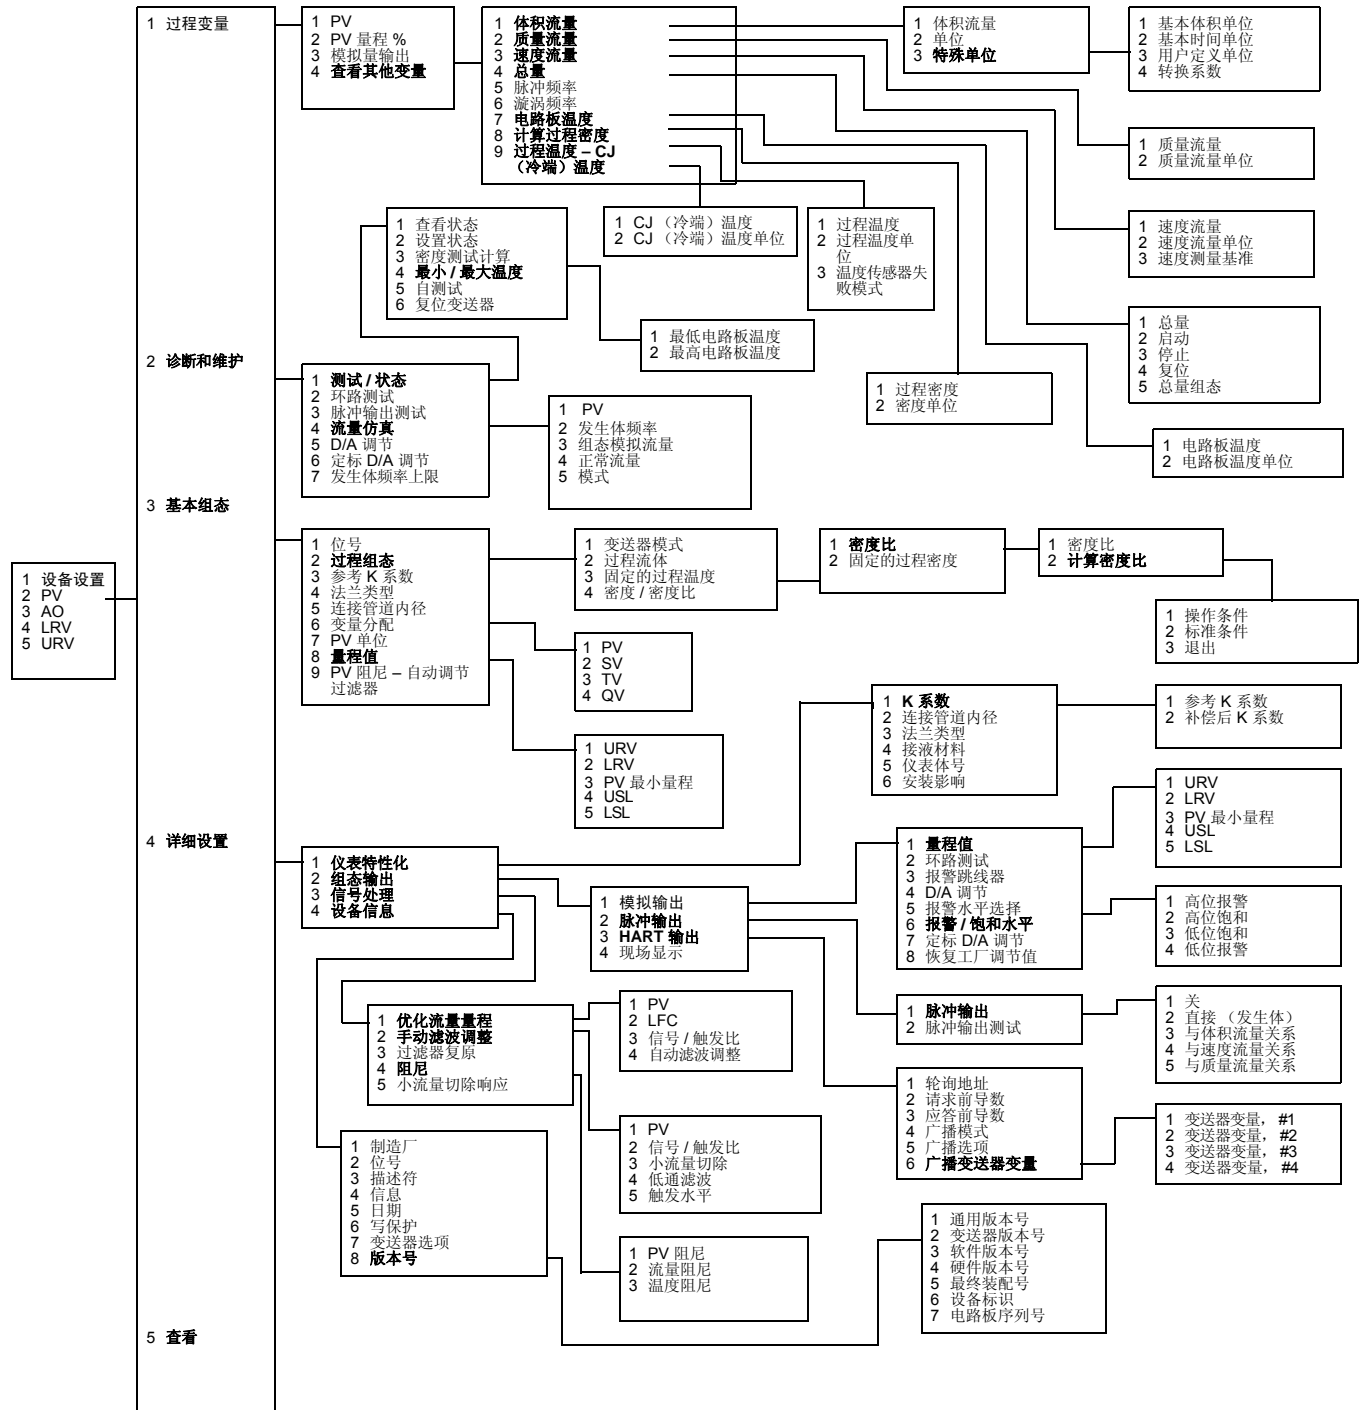 1 设备设置
2 PV
3 AO
4 LRV
5 URV
1 过程变量
2 诊断和维护
3 基本组态
4 详细设置
5 查看
1 PV
2 PV 量程 %
3 模拟量输出
4 查看其他变量
1 体积流量
2 质量流量
3 速度流量
4 总量
5 脉冲频率
6 漩涡频率
7 电路板温度
8 计算过程密度
9 过程温度 – CJ
（冷端）温度
1 体积流量
2 单位
3 特殊单位
1 基本体积单位
2 基本时间单位
3 用户定义单位
4 转换系数
1 质量流量
2 质量流量单位
1 速度流量
2 速度流量单位
3 速度测量基准
1 总量
2 启动
3 停止
4 复位
5 总量组态
1 电路板温度
2 电路板温度单位
1 过程密度
2 密度单位
1 过程温度
2 过程温度单
位
3 温度传感器失
败模式
1 CJ （冷端）温度
2 CJ （冷端）温度单位
1 查看状态
2 设置状态
3 密度测试计算
4 最小 / 最大温度
5 自测试
6 复位变送器
1 最低电路板温度
2 最高电路板温度
1 测试 / 状态
2 环路测试
3 脉冲输出测试
4 流量仿真
5 D/A 调节
6 定标 D/A 调节
7 发生体频率上限
1 PV
2 发生体频率
3 组态模拟流量
4 正常流量
5 模式
1 位号
2 过程组态
3 参考 K 系数
4 法兰类型
5 连接管道内径
6 变量分配
7 PV 单位
8 量程值
9 PV 阻尼 – 自动调节
过滤器
1 变送器模式
2 过程流体
3 固定的过程温度
4 密度 / 密度比
1 密度比
2 固定的过程密度
1 密度比
2 计算密度比
1 操作条件
2 标准条件
3 退出
1 PV
2 SV
3 TV
4 QV
1 URV
2 LRV
3 PV 最小量程
4 USL
5 LSL
1 仪表特性化
2 组态输出
3 信号处理
4 设备信息
1 K 系数
2 连接管道内径
3 法兰类型
4 接液材料
5 仪表体号
6 安装影响
1 参考 K 系数
2 补偿后 K 系数
1 模拟输出
2 脉冲输出
3 HART 输出
4 现场显示
1 量程值
2 环路测试
3 报警跳线器
4 D/A 调节
5 报警水平选择
6 报警 / 饱和水平
7 定标 D/A 调节
8 恢复工厂调节值
1 URV
2 LRV
3 PV 最小量程
4 USL
5 LSL
1 高位报警
2 高位饱和
3 低位饱和
4 低位报警
1 脉冲输出
2 脉冲输出测试
1 关
2 直接 （发生体）
3 与体积流量关系
4 与速度流量关系
5 与质量流量关系
1 轮询地址
2 请求前导数
3 应答前导数
4 广播模式
5 广播选项
6 广播变送器变量
1 变送器变量， #1
2 变送器变量， #2
3 变送器变量， #3
4 变送器变量， #4
1 优化流量量程
2 手动滤波调整
3 过滤器复原
4 阻尼
5 小流量切除响应
1 PV
2 LFC
3 信号 / 触发比
4 自动滤波调整
1 PV
2 信号 / 触发比
3 小流量切除
4 低通滤波
5 触发水平
1 PV 阻尼
2 流量阻尼
3 温度阻尼
1 制造厂
2 位号
3 描述符
4 信息
5 日期
6 写保护
7 变送器选项
8 版本号
1 通用版本号
2 变送器版本号
3 软件版本号
4 硬件版本号
5 最终装配号
6 设备标识
7 电路板序列号